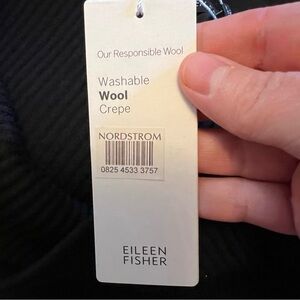 Our Responsible Wool
Washable
Wool
Crepe
NORDSTROM
0825 4533 3757
EILEEN
FISHER